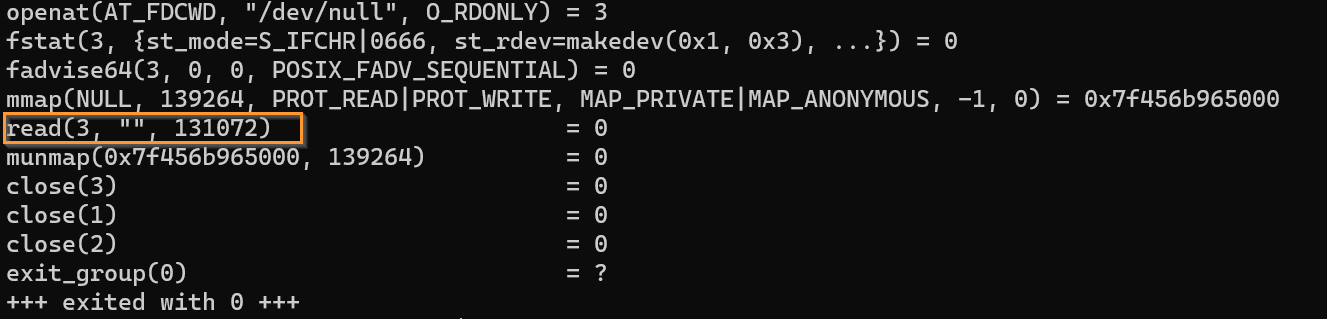 openat(AT_FDCWD, "/dev/null", O_RDONLY) = 3
fstat(3, {st_mode=S_IFCHR|0666, st_rdev=makedev(0x1, 0x3), ...}) = 0
fadvise64(3, 0, 0, POSIX_FADV_SEQUENTIAL) = 0
mmap(NULL, 139264, PROT_READ|PROT_WRITE, MAP_PRIVATE|MAP_ANONYMOUS, -1, 0) = 0x7f456b965000
read(3, "", 131072)                     = 0
munmap(0x7f456b965000, 139264)          = 0
close(3)                                = 0
close(1)                                = 0
close(2)                                = 0
exit_group(0)                           = ?
+++ exited with 0 +++